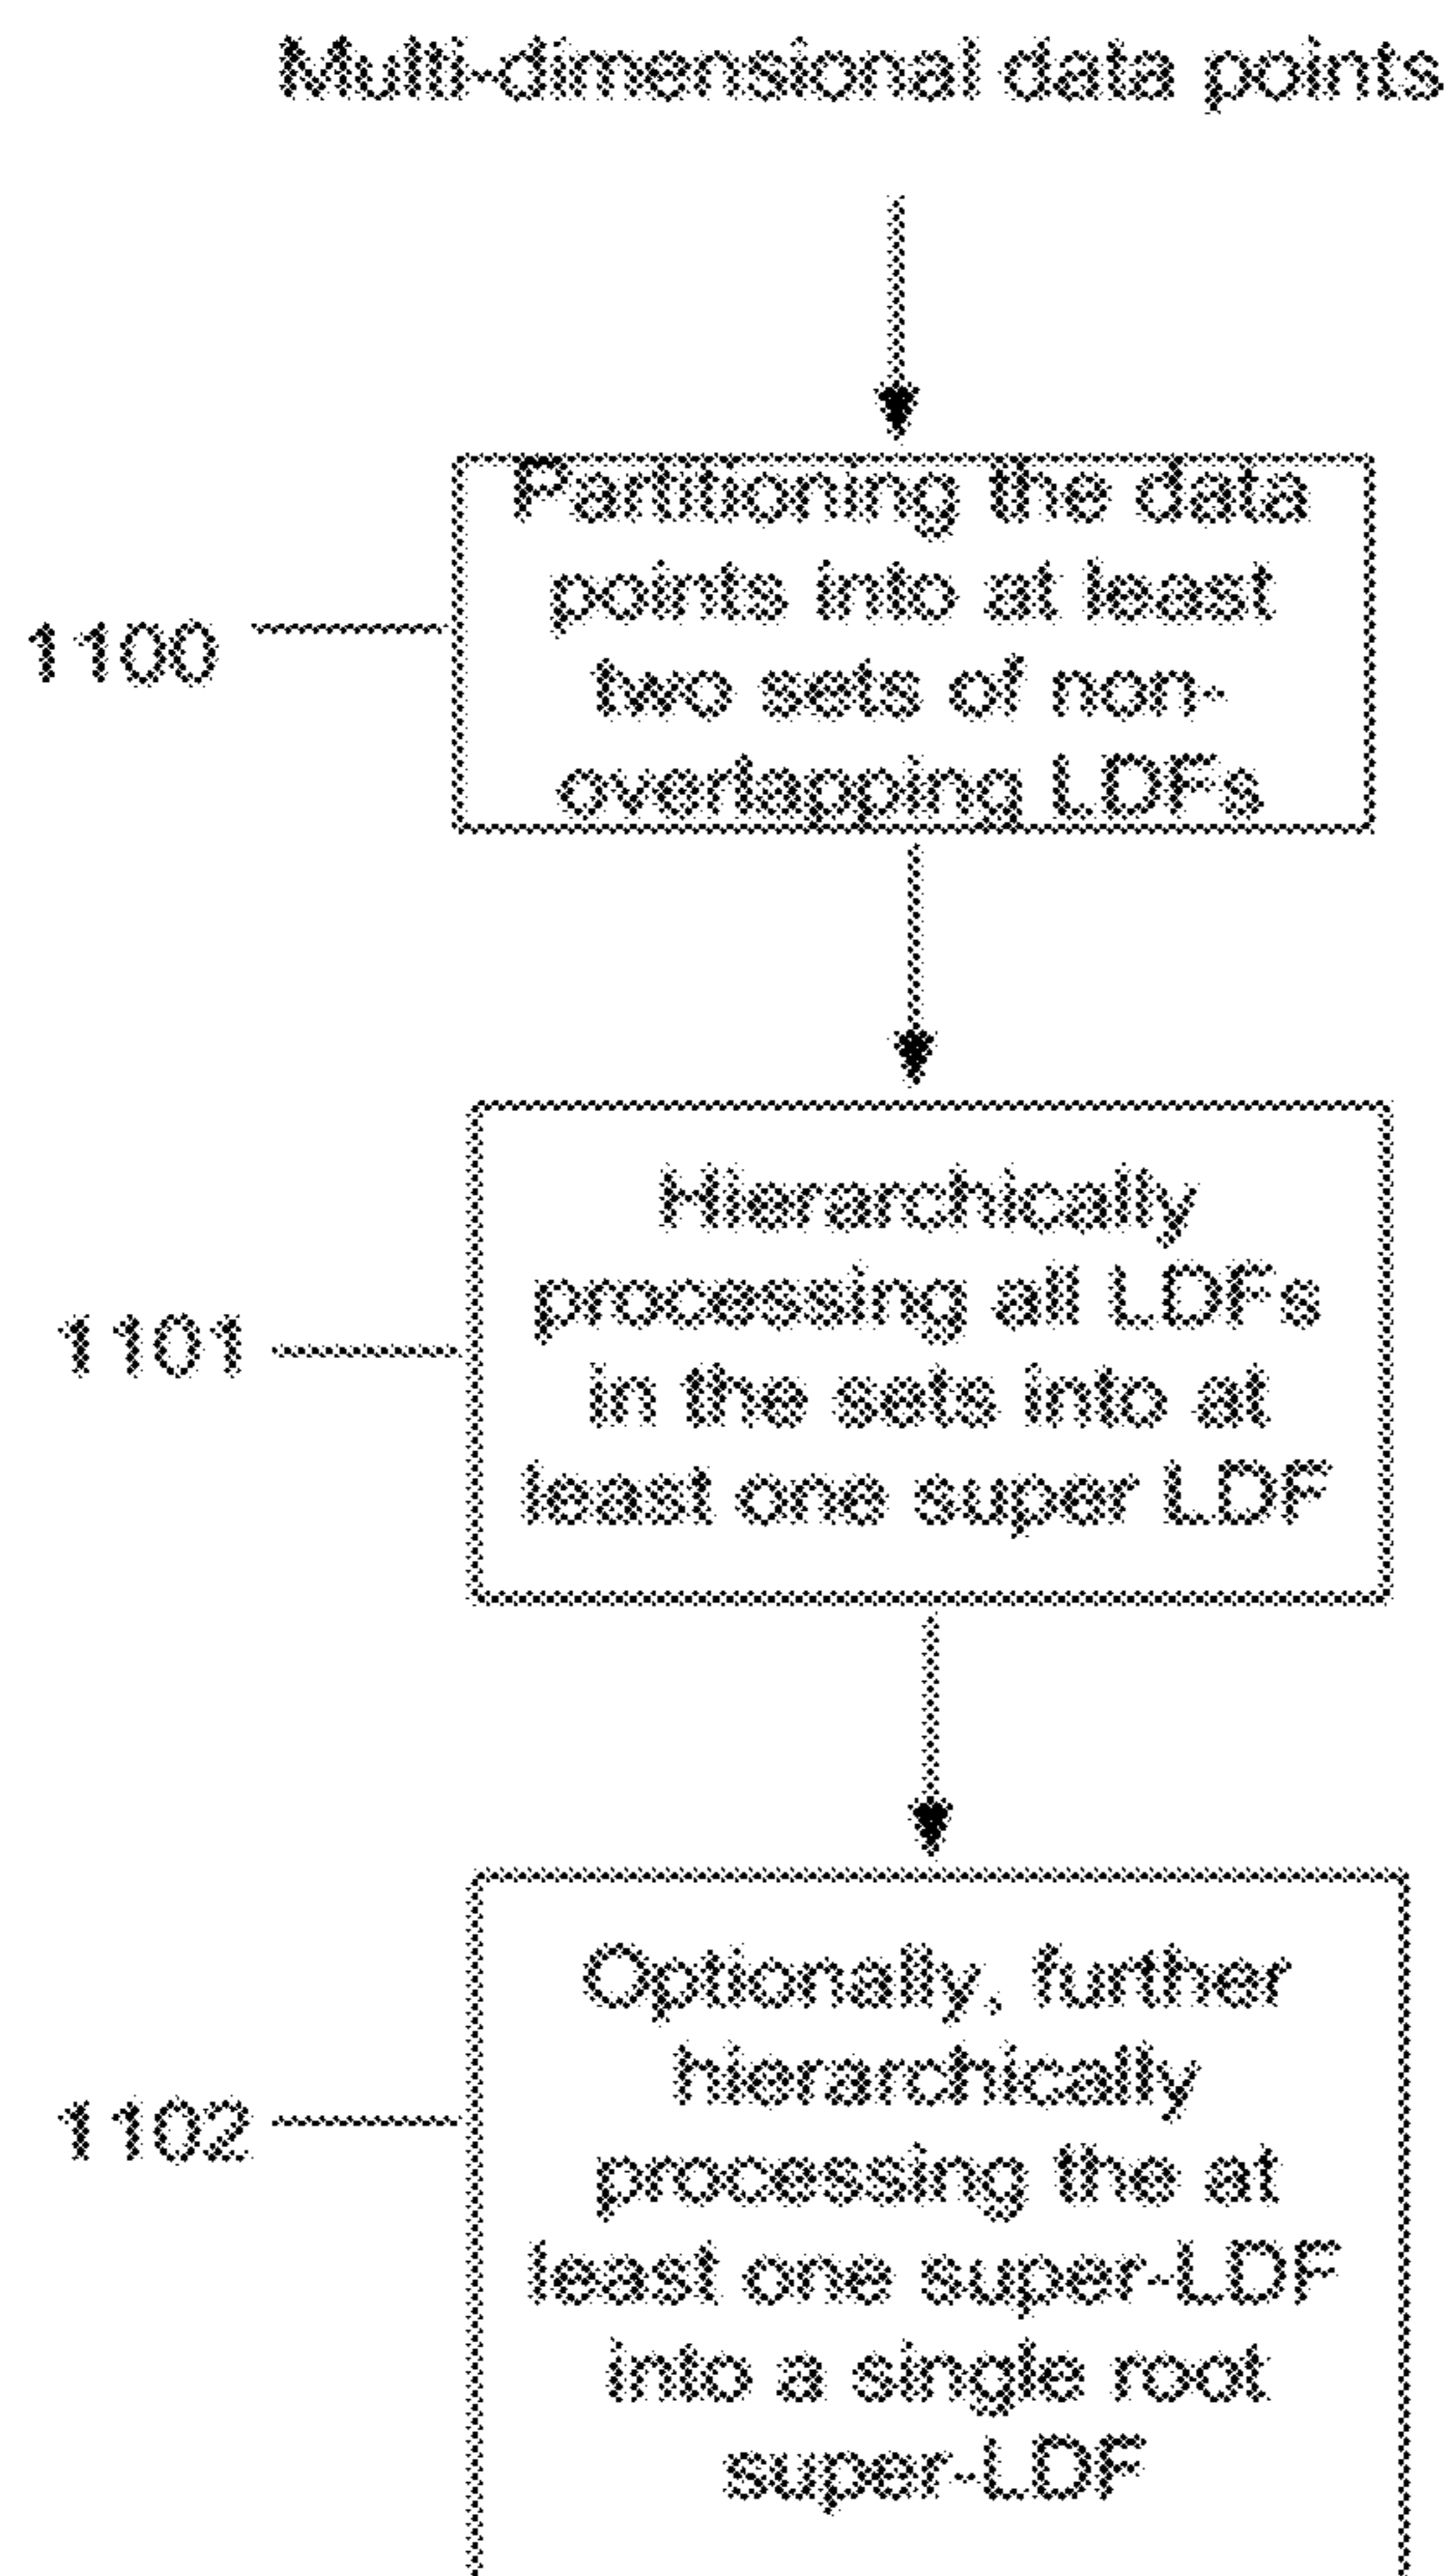 Multi-dimensional data points
Partitioning the data
points into at least
two sets of non-
overlapping LDFs
1100
Hierarchically
processing all LDFs
in the sets into at
least one super LDF
1101
Optionally, further
hierarchically
processing the at
least one super-LDF
into a single root
super-LDF
1102